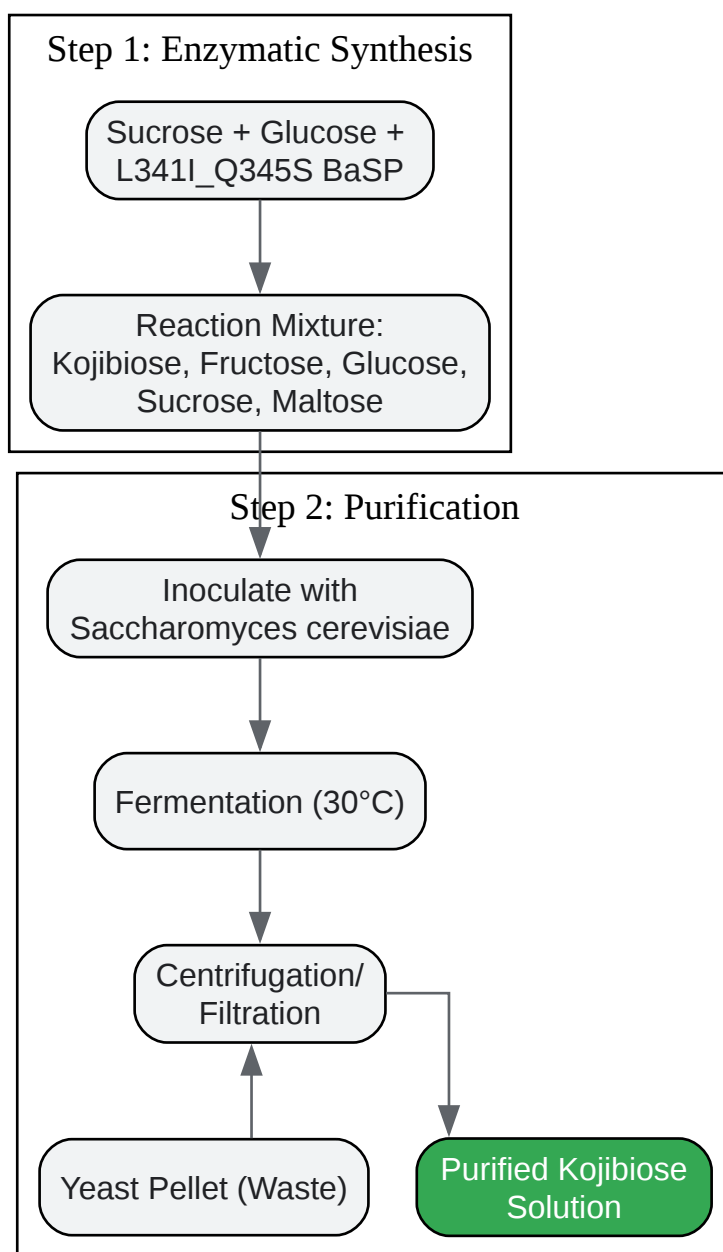 Step 1: Enzymatic Synthesis
Sucrose + Glucose +
L341I_Q345S BaSP
Reaction Mixture:
Kojibiose, Fructose, Glucose,
Sucrose, Maltose
Step 2: Purification
Inoculate with
Saccharomyces cerevisiae
Fermentation (30°C)
Centrifugation/
Filtration
Yeast Pellet (Waste)
Purified Kojibiose
Solution